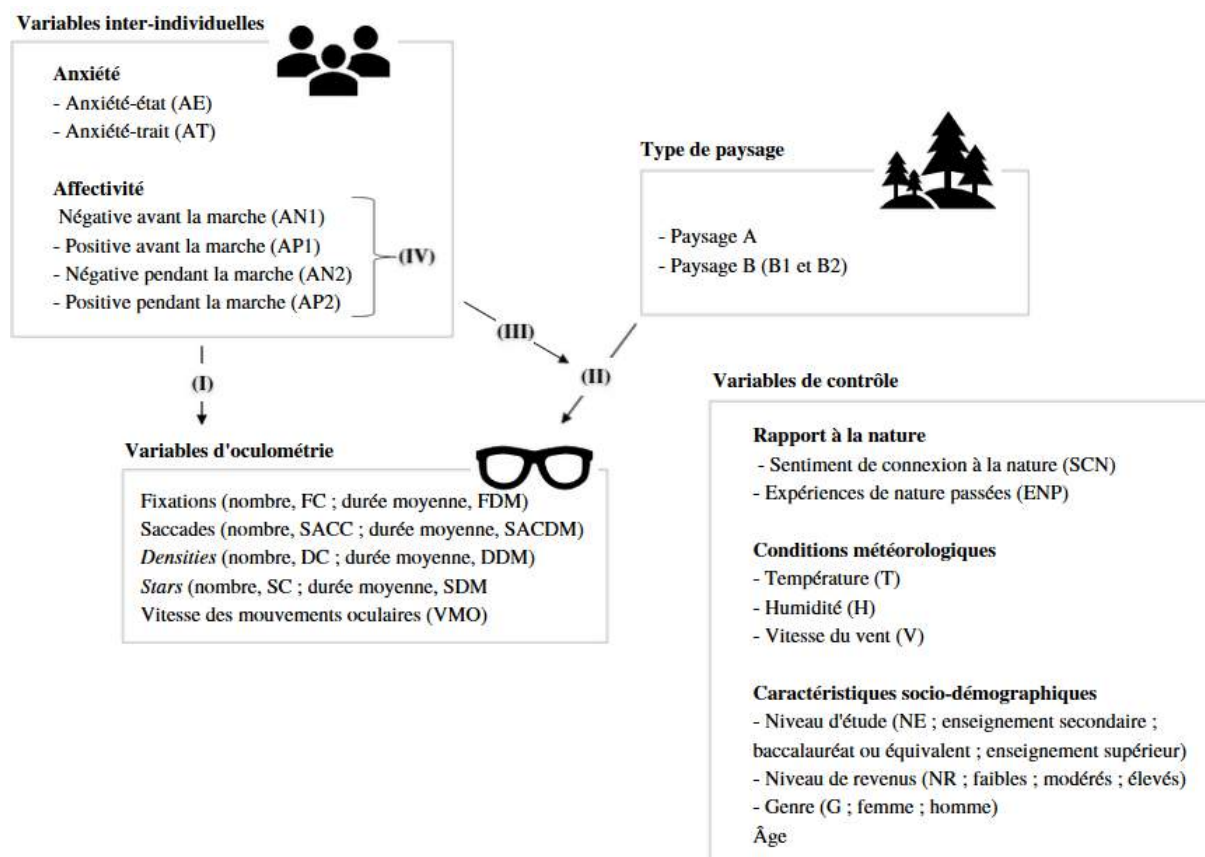 Variables inter-individuelles
Anxiété
- Anxiété-état (AE)
- Anxiété-trait (AT)
Affectivité
Négative avant la marche (AN1)
- Positive avant la marche (AP1)
- Négative pendant la marche (AN2)
- Positive pendant la marche (AP2)
(IV)
Type de paysage
- Paysage A
- Paysage B (B1 et B2)
(III)
(I)
(II)
Variables d'oculométrie
Fixations (nombre, FC ; durée moyenne, FDM)
Saccades (nombre, SACC ; durée moyenne, SACDM)
Densities (nombre, DC ; durée moyenne, DDM)
Stars (nombre, SC ; durée moyenne, SDM
Vitesse des mouvements oculaires (VMO)
Variables de contrôle
Rapport à la nature
- Sentiment de connexion à la nature (SCN)
- Expériences de nature passées (ENP)
Conditions météorologiques
- Température (T)
- Humidité (H)
- Vitesse du vent (V)
Caractéristiques socio-démographiques
- Niveau d'étude (NE ; enseignement secondaire ;
baccalauréat ou équivalent ; enseignement supérieur)
- Niveau de revenus (NR ; faibles ; modérés ; élevés)
- Genre (G ; femme ; homme)
Âge